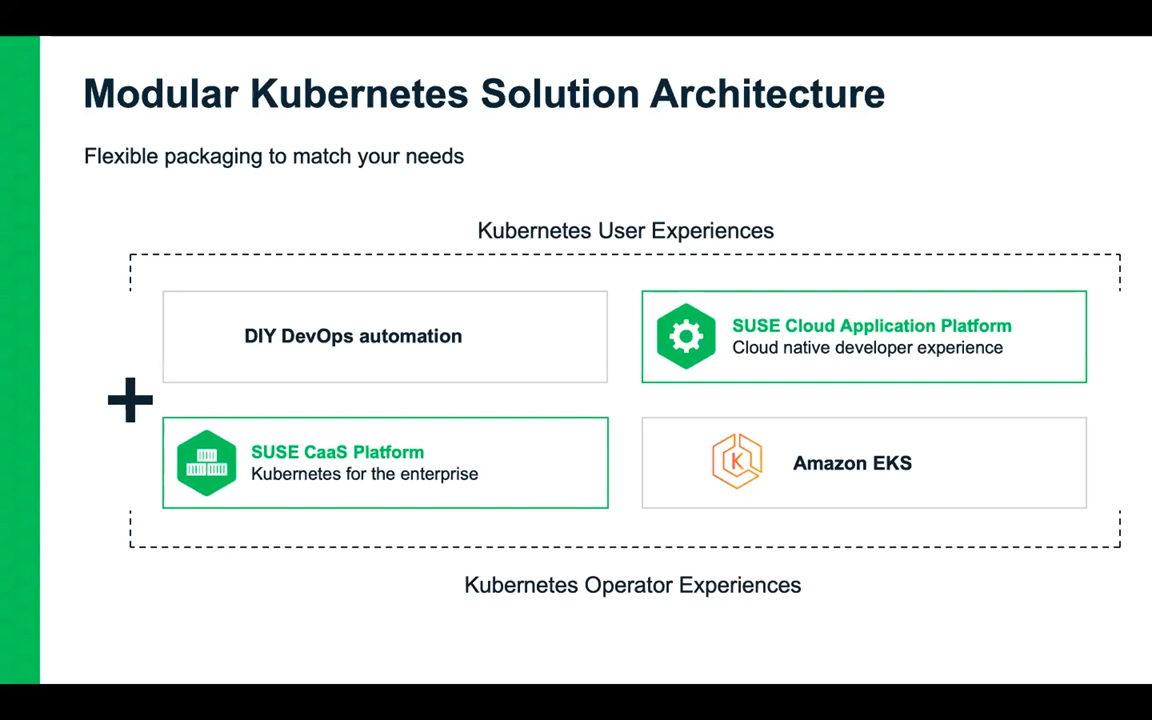 Modular Kubernetes Solution Architecture
Flexible packaging to match your needs
Kubernetes User Experiences
DIY DevOps automation
SUSE Cloud Application Platform
Cloud native developer experience
+
SUSE CaaS Platform
Kubernetes for the enterprise
K
Amazon EKS
Kubernetes Operator Experiences